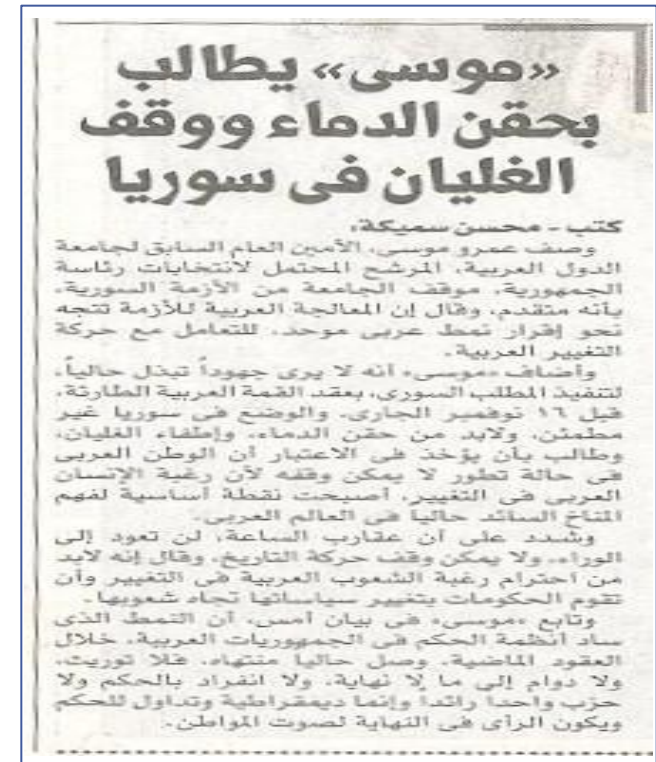 «موسى» يطالب
بحقن الدماء ووقف
الغليان فى سوريا
كتب - محسن سميكة:
وصف عمرو موسى، الأمين العام السابق لجامعة
الدول العربية، المرشح المحتمل لانتخابات رئاسة
الجمهورية، موقف الجامعة من الأزمة السورية،
بأنه متقدم، وقال إن المعالجة العربية للأزمة تتجه
نحو إقرار نمط عربى موحد، للتعامل مع حركة
التغيير العربية.
وأضاف «موسى» أنه لا يرى جهوداً تبذل حالياً،
لتنفيذ المطلب السورى، بعقد القمة العربية الطارئة،
قبل ١٦ نوفمبر الجارى، والوضع فى سوريا غير
مطمئن، ولابد من حقن الدماء، وإطفاء الغليان،
وطالب بأن يؤخذ فى الاعتبار أن الوطن العربى
فى حالة تطور لا يمكن وقفه لأن رغبة الإنسان
العربى فى التغيير، أصبحت نقطة أساسية لفهم
المناخ السائد حالياً فى العالم العربى.
وشدد على أن عقارب الساعة، لن تعود إلى
الوراء، ولا يمكن وقف حركة التاريخ، وقال إنه لابد
من احترام رغبة الشعوب العربية فى التغيير وأن
تقوم الحكومات بتغيير سياساتها تجاه شعوبها.
وتابع «موسى» فى بيان أمس، أن النمط الذى
ساد أنظمة الحكم فى الجمهوريات العربية، خلال
العقود الماضية، وصل حالياً منتهاه، فلا توريث،
ولا دوام إلى ما لا نهاية، ولا انفراد بالحكم ولا
حزب واحداً رائداً وإنما ديمقراطية وتداول للحكم
ويكون الرأى فى النهاية لصوت المواطن.